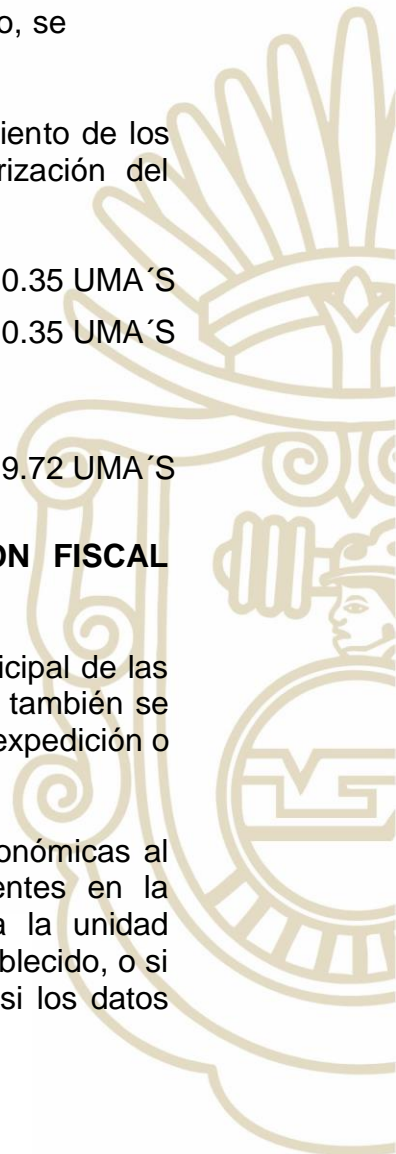 o, se
iento de los
rización del
0.35 UMA´S
0.35 UMA´S
9.72 UMA´S
ON FISCAL
icipal de las
también se
expedición o
onómicas al
entes en la
a la unidad
blecido, o si
si los datos